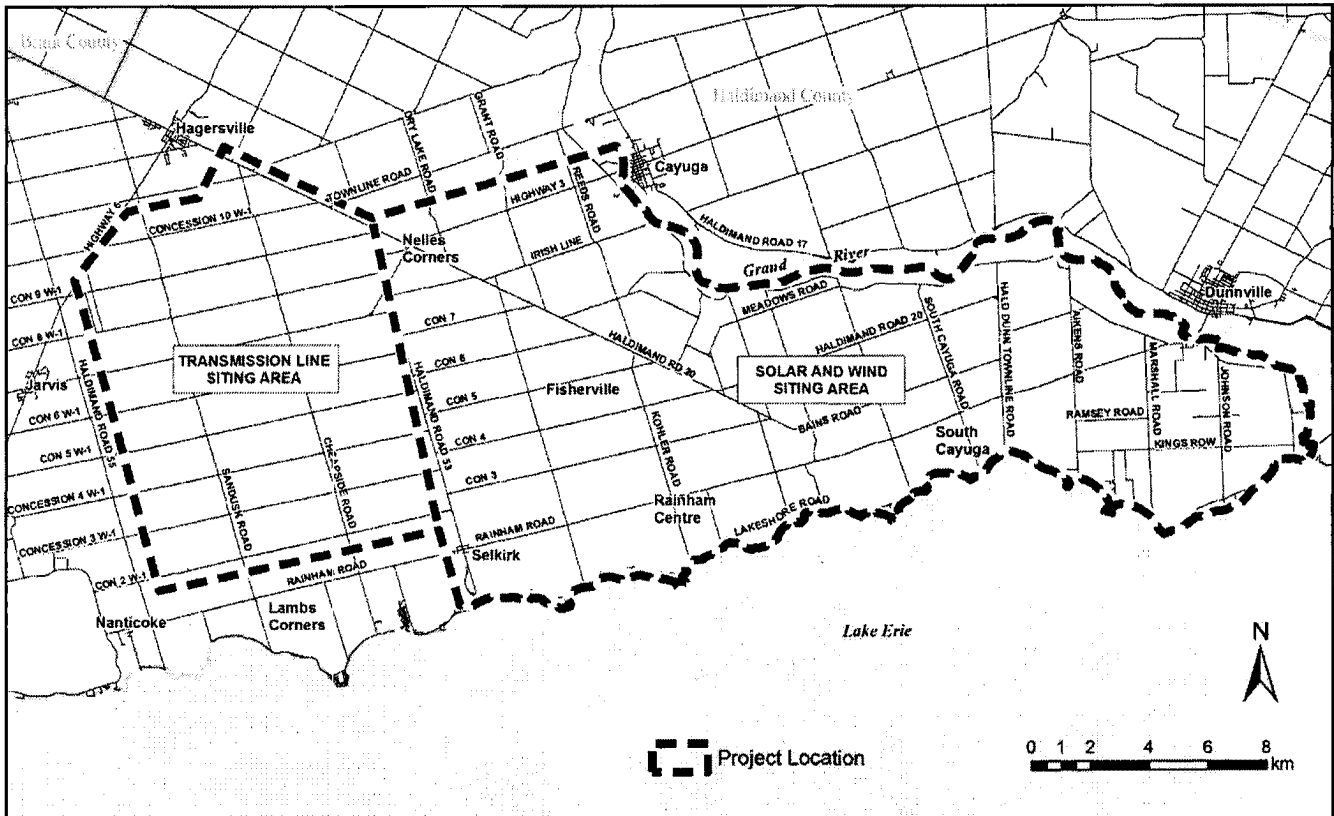 Brant County
Haldimand County
Hagersville
DRY LAKE ROAD
GRANT ROAD
Cayuga
TOWNLINE ROAD
HIGHWAY 3
REEDS ROAD
HIGHWAY 6
CONCESSION 10 W-1
Nelles
Corners
IRISH LINE
HALDIMAND ROAD 17
Grand River
MEADOWS ROAD
Dunnville
CON 9 W-1
CON 8 W-1
CON 7
CON 6
CON 5
CON 4
CON 3
HALDIMAND RD 20
HALDIMAND ROAD 20
SOUTH CAYUGA ROAD
HALD DUNN TOWNLINE ROAD
AIKENS ROAD
MARSHALL ROAD
JOHNSON ROAD
TRANSMISSION LINE
SITING AREA
SOLAR AND WIND
SITING AREA
Jarvis
HALDIMAND ROAD 55
CON 6 W-1
CON 5 W-1
CONCESSION 4 W-1
CONCESSION 3 W-1
CON 2 W-1
SANDUSK ROAD
CHEAPSIDE ROAD
HALDIMAND ROAD 53
Fisherville
KOHLER ROAD
BAINS ROAD
RAMSEY ROAD
KINGS ROW
South
Cayuga
Rainham
Centre
LAKESHORE ROAD
RAINHAM ROAD
Selkirk
RAINHAM ROAD
Nanticoke
Lambs
Corners
Lake Erie
N
Project Location
0 1 2 4 6 8
km